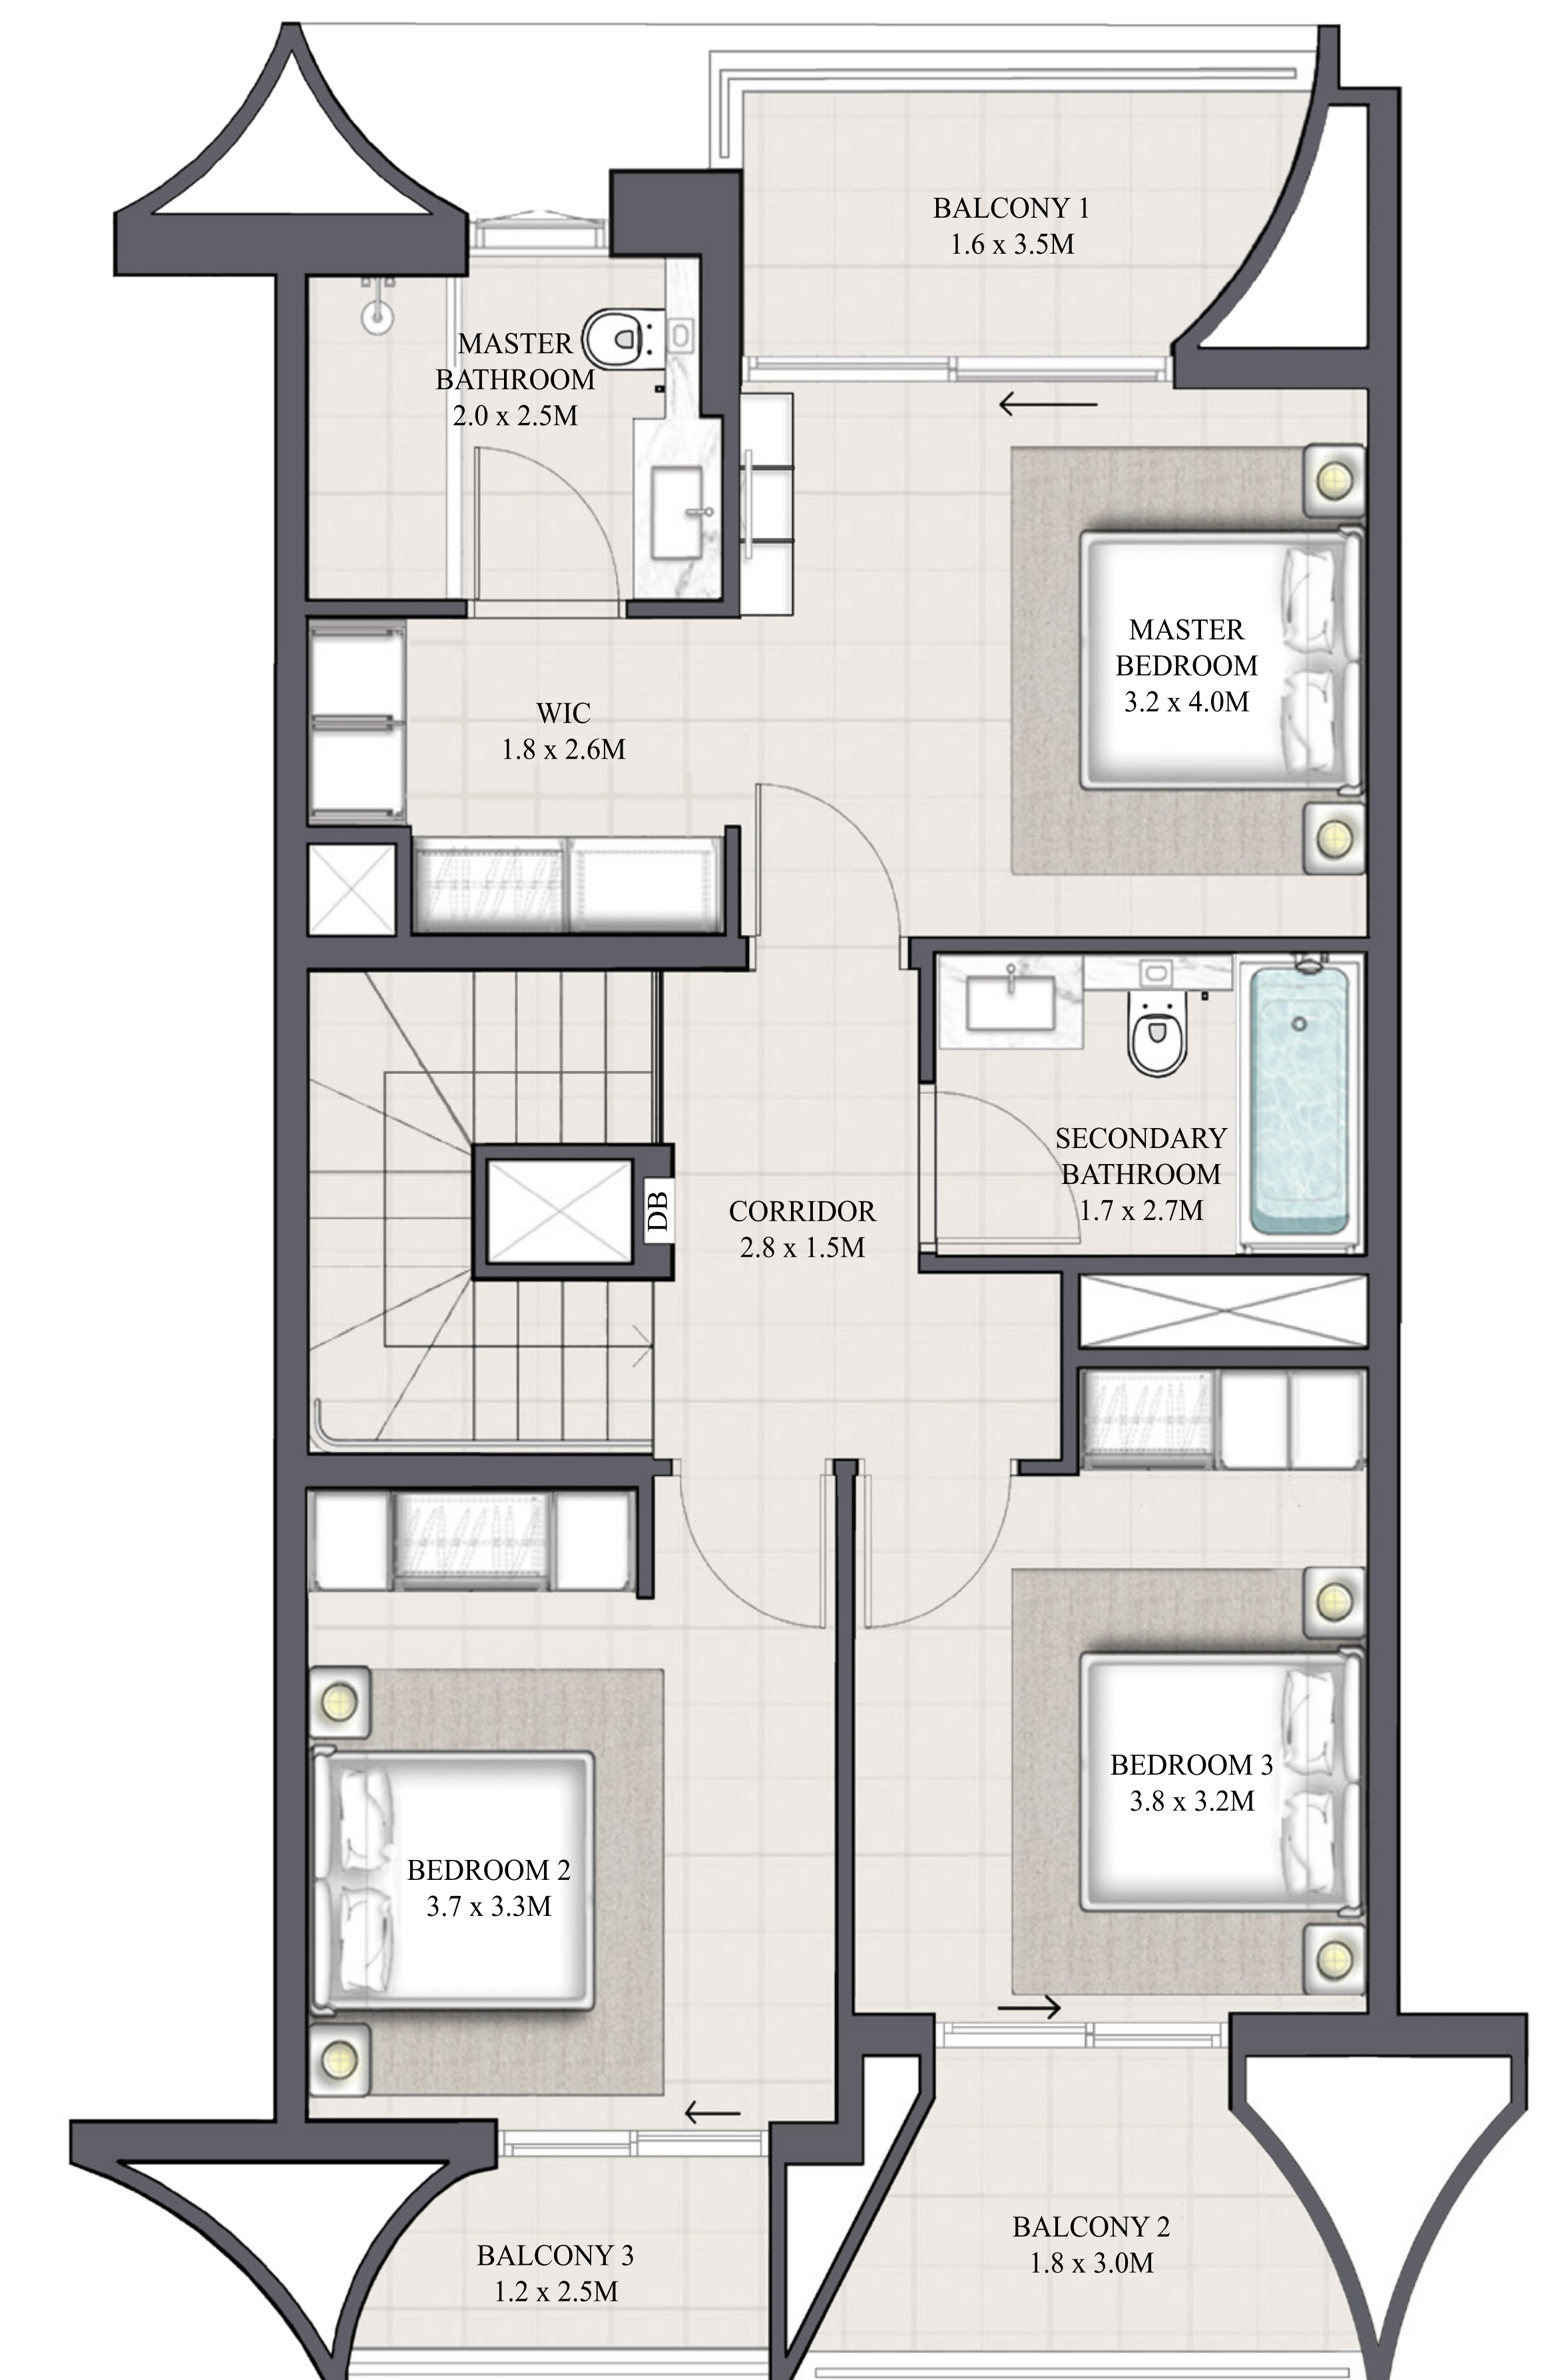 BALCONY 1
1.6 x 3.5M
MASTER
BATHROOM
2.0 x 2.5M
MASTER
BEDROOM
3.2 x 4.0M
WIC
1.8 x 2.6M
SECONDARY
BATHROOM
1.7 x 2.7M
DB
CORRIDOR
2.8 x 1.5M
BEDROOM 3
3.8 x 3.2M
BEDROOM 2
3.7 x 3.3M
BALCONY 2
1.8 x 3.0M
BALCONY 3
1.2 x 2.5M